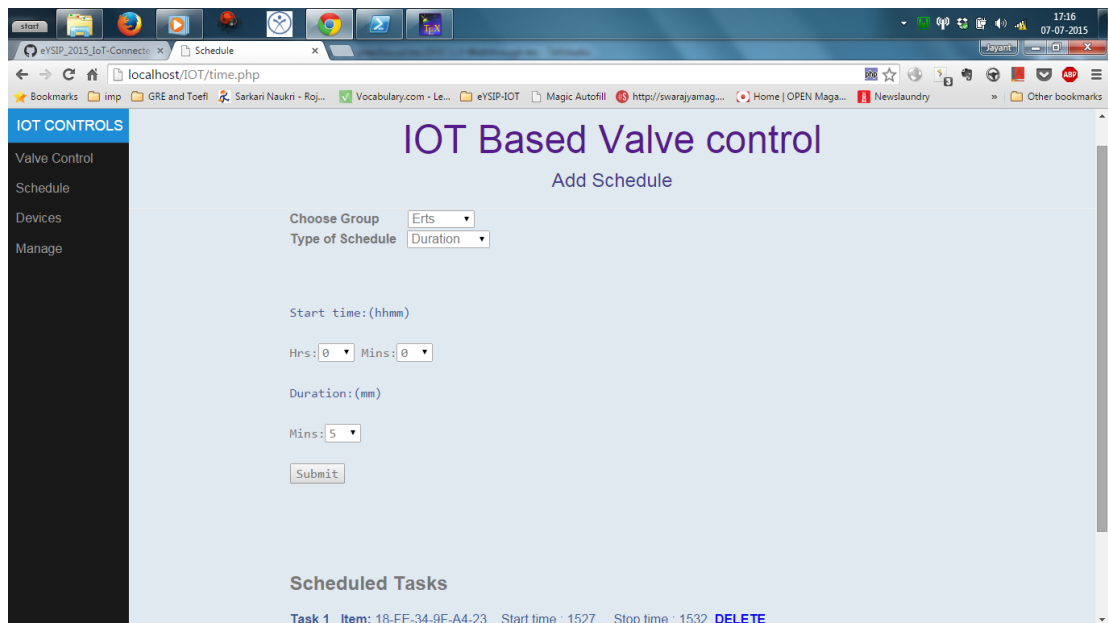 start
TEX
17:16
07-07-2015
eYSIP_2015_IoT-Connecte
Schedule
Jayant
localhost/IOT/time.php
Bookmarks
imp
GRE and Toefl
Sarkari Naukri - Roj...
Vocabulary.com - Le...
eYSIP-IOT
Magic Autofill
http://swarajyamag....
Home | OPEN Maga...
Newslaundry
»
Other bookmarks
IOT CONTROLS
Valve Control
Schedule
Devices
Manage
IOT Based Valve control
Add Schedule
Choose Group Erts
Type of Schedule Duration
Start time:(hhmm)
Hrs: 0 Mins: 0
Duration:(mm)
Mins: 5
Submit
Scheduled Tasks
Task 1 Item: 18-FE-34-9F-A4-23 Start time : 1527 Stop time : 1532 DELETE